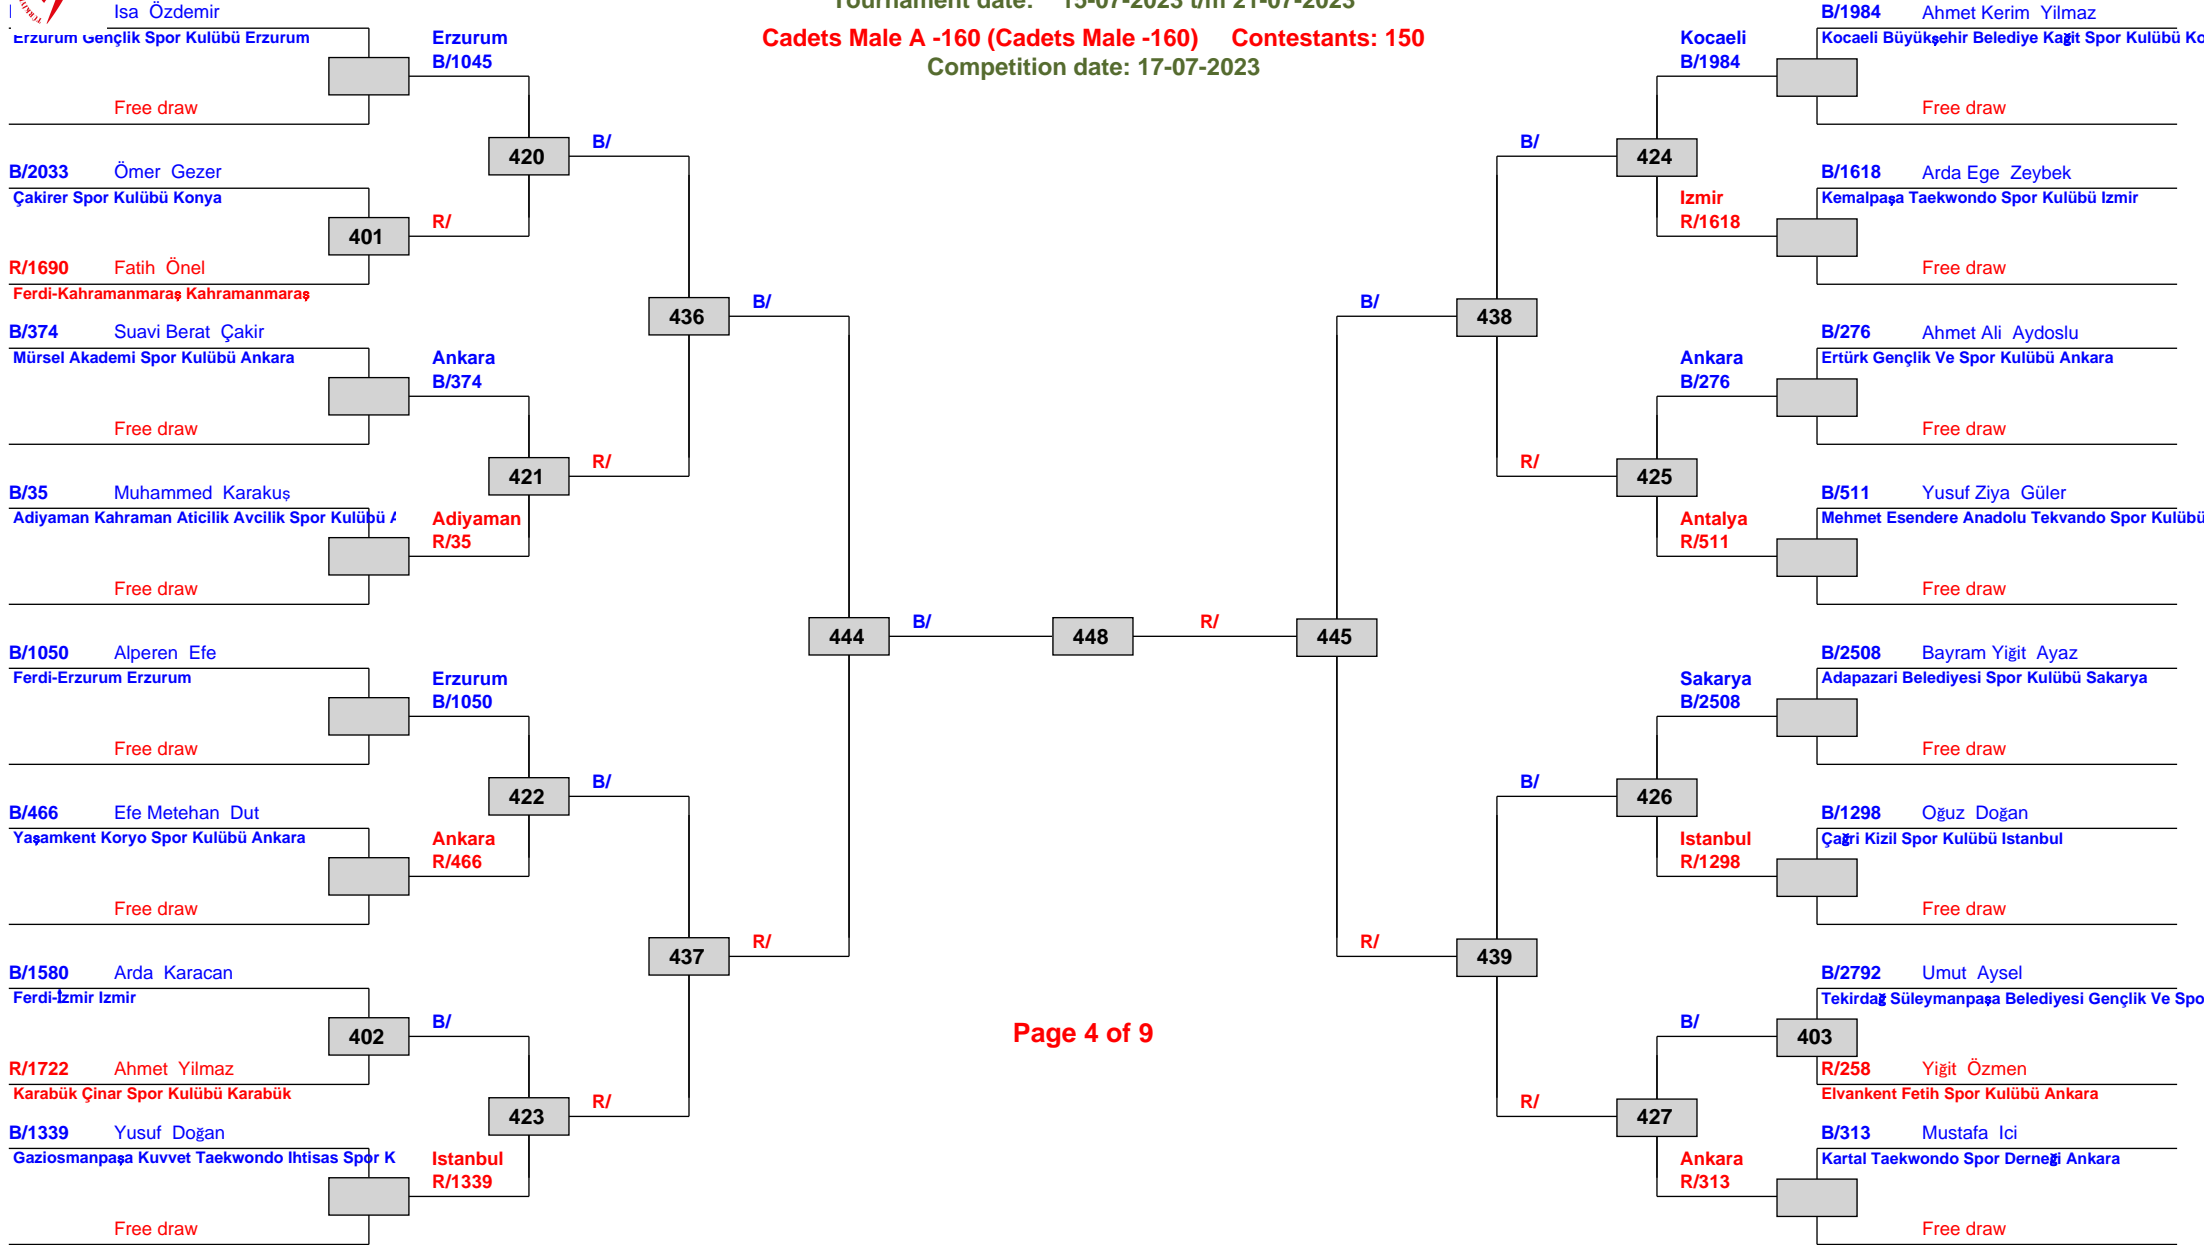 Tournament date: 15-07-2023 t/m 21-07-2023
Cadets Male A -160 (Cadets Male -160) Contestants: 150
Competition date: 17-07-2023
Isa Özdemir
Erzurum Gençlik Spor Kulübü Erzurum
Free draw
B/2033 Ömer Gezer
Çakirer Spor Kulübü Konya
R/1690 Fatih Önel
Ferdi-Kahramanmaraş Kahramanmaraş
B/374 Suavi Berat Çakir
Mürsel Akademi Spor Kulübü Ankara
Free draw
B/35 Muhammed Karakuş
Adiyaman Kahraman Aticilik Avcilik Spor Kulübü
Free draw
B/1050 Alperen Efe
Ferdi-Erzurum Erzurum
Free draw
B/466 Efe Metehan Dut
Yaşamkent Koryo Spor Kulübü Ankara
Free draw
B/1580 Arda Karacan
Ferdi-İzmir Izmir
R/1722 Ahmet Yilmaz
Karabük Çinar Spor Kulübü Karabük
B/1339 Yusuf Doğan
Gaziosmanpaşa Kuvvet Taekwondo Ihtisas Spor K
Free draw
401
402
Erzurum
B/1045
R/
Ankara
B/374
Adiyaman
R/35
Erzurum
B/1050
Ankara
R/466
B/
Istanbul
R/1339
420
421
422
423
B/
R/
B/
R/
436
437
B/
R/
444
B/
448
R/
445
B/
R/
438
439
B/
R/
B/
R/
424
425
426
427
Kocaeli
B/1984
Izmir
R/1618
Ankara
B/276
Antalya
R/511
Sakarya
B/2508
Istanbul
R/1298
B/
Ankara
R/313
403
B/1984 Ahmet Kerim Yilmaz
Kocaeli Büyükşehir Belediye Kağit Spor Kulübü Ko
Free draw
B/1618 Arda Ege Zeybek
Kemalpaşa Taekwondo Spor Kulübü Izmir
Free draw
B/276 Ahmet Ali Aydoslu
Ertürk Gençlik Ve Spor Kulübü Ankara
Free draw
B/511 Yusuf Ziya Güler
Mehmet Esendere Anadolu Tekvando Spor Kulübü
Free draw
B/2508 Bayram Yiğit Ayaz
Adapazari Belediyesi Spor Kulübü Sakarya
Free draw
B/1298 Oğuz Doğan
Çağri Kizil Spor Kulübü Istanbul
Free draw
B/2792 Umut Aysel
Tekirdağ Süleymanpaşa Belediyesi Gençlik Ve Spo
R/258 Yiğit Özmen
Elvankent Fetih Spor Kulübü Ankara
B/313 Mustafa Ici
Kartal Taekwondo Spor Derneği Ankara
Free draw
Page 4 of 9